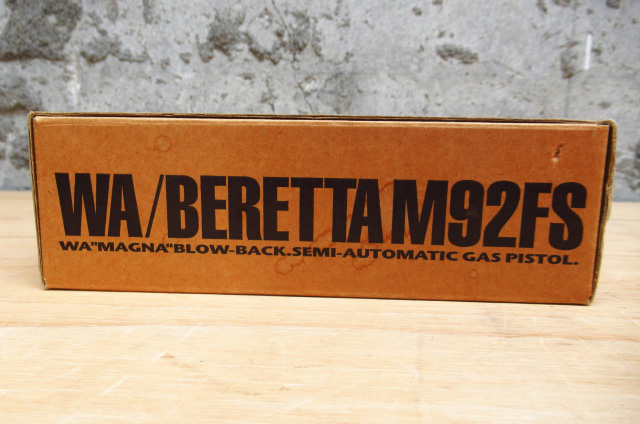 WA/BERETTA M92FS
WA"MAGNA"BLOW-BACK.SEMI-AUTOMATIC GAS PISTOL.